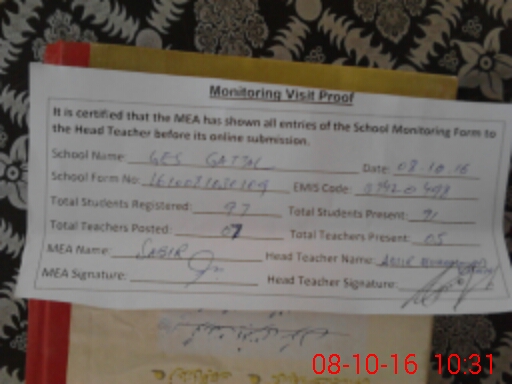 Monitoring Visit Proof
It is certified that the MEA has shown all entries of the School Monitoring Form to
the Head Teacher before its online submission.
School Name: GES Date: 08.10.16
School Form No: EMIS Code:
Total Students Registered: 97 Total Students Present: 91
Total Teachers Posted: 07 Total Teachers Present: 05
MEA Name: SABIR Head Teacher Name:
MEA Signature: Head Teacher Signature:
08-10-16 10:31